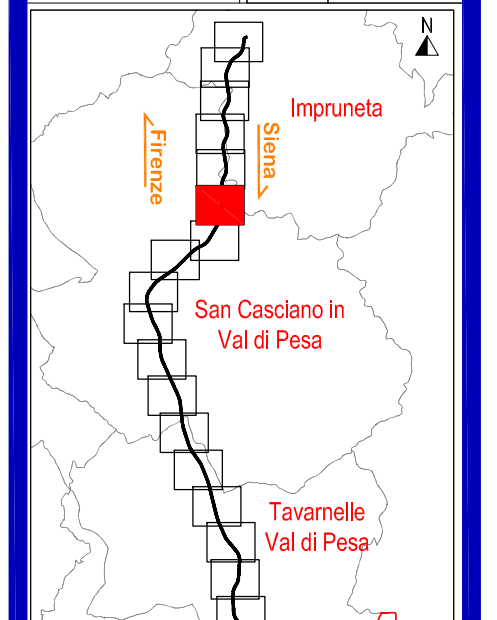 N
Impruneta
Firenze
Siena
San Casciano in
Val di Pesa
Tavarnelle
Val di Pesa